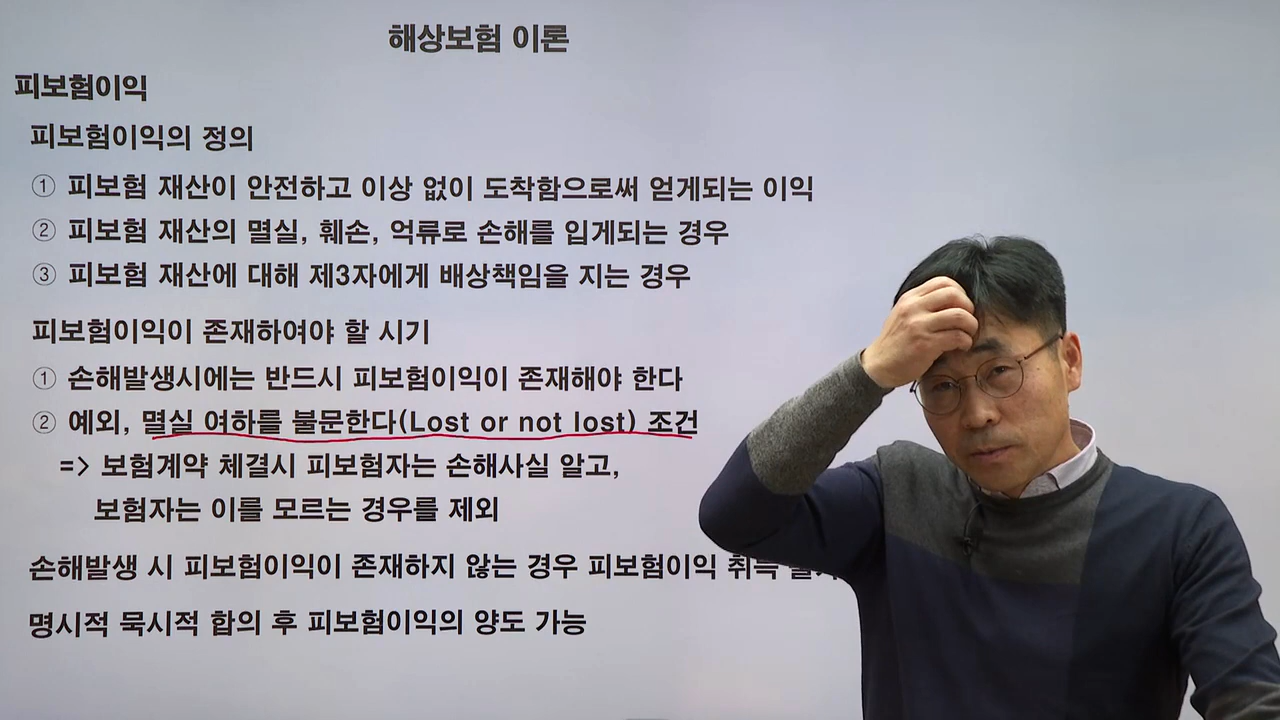 해상보험 이론
피보험이익
피보험이익의 정의
① 피보험 재산이 안전하고 이상 없이 도착함으로써 얻게되는 이익
② 피보험 재산의 멸실, 훼손, 억류로 손해를 입게되는 경우
③ 피보험 재산에 대해 제3자에게 배상책임을 지는 경우
피보험이익이 존재하여야 할 시기
① 손해발생시에는 반드시 피보험이익이 존재해야 한다
② 예외, 멸실 여하를 불문한다(Lost or not lost) 조건
=> 보험계약 체결시 피보험자는 손해사실 알고,
보험자는 이를 모르는 경우를 제외
손해발생 시 피보험이익이 존재하지 않는 경우 피보험이익 취득
명시적 묵시적 합의 후 피보험이익의 양도 가능